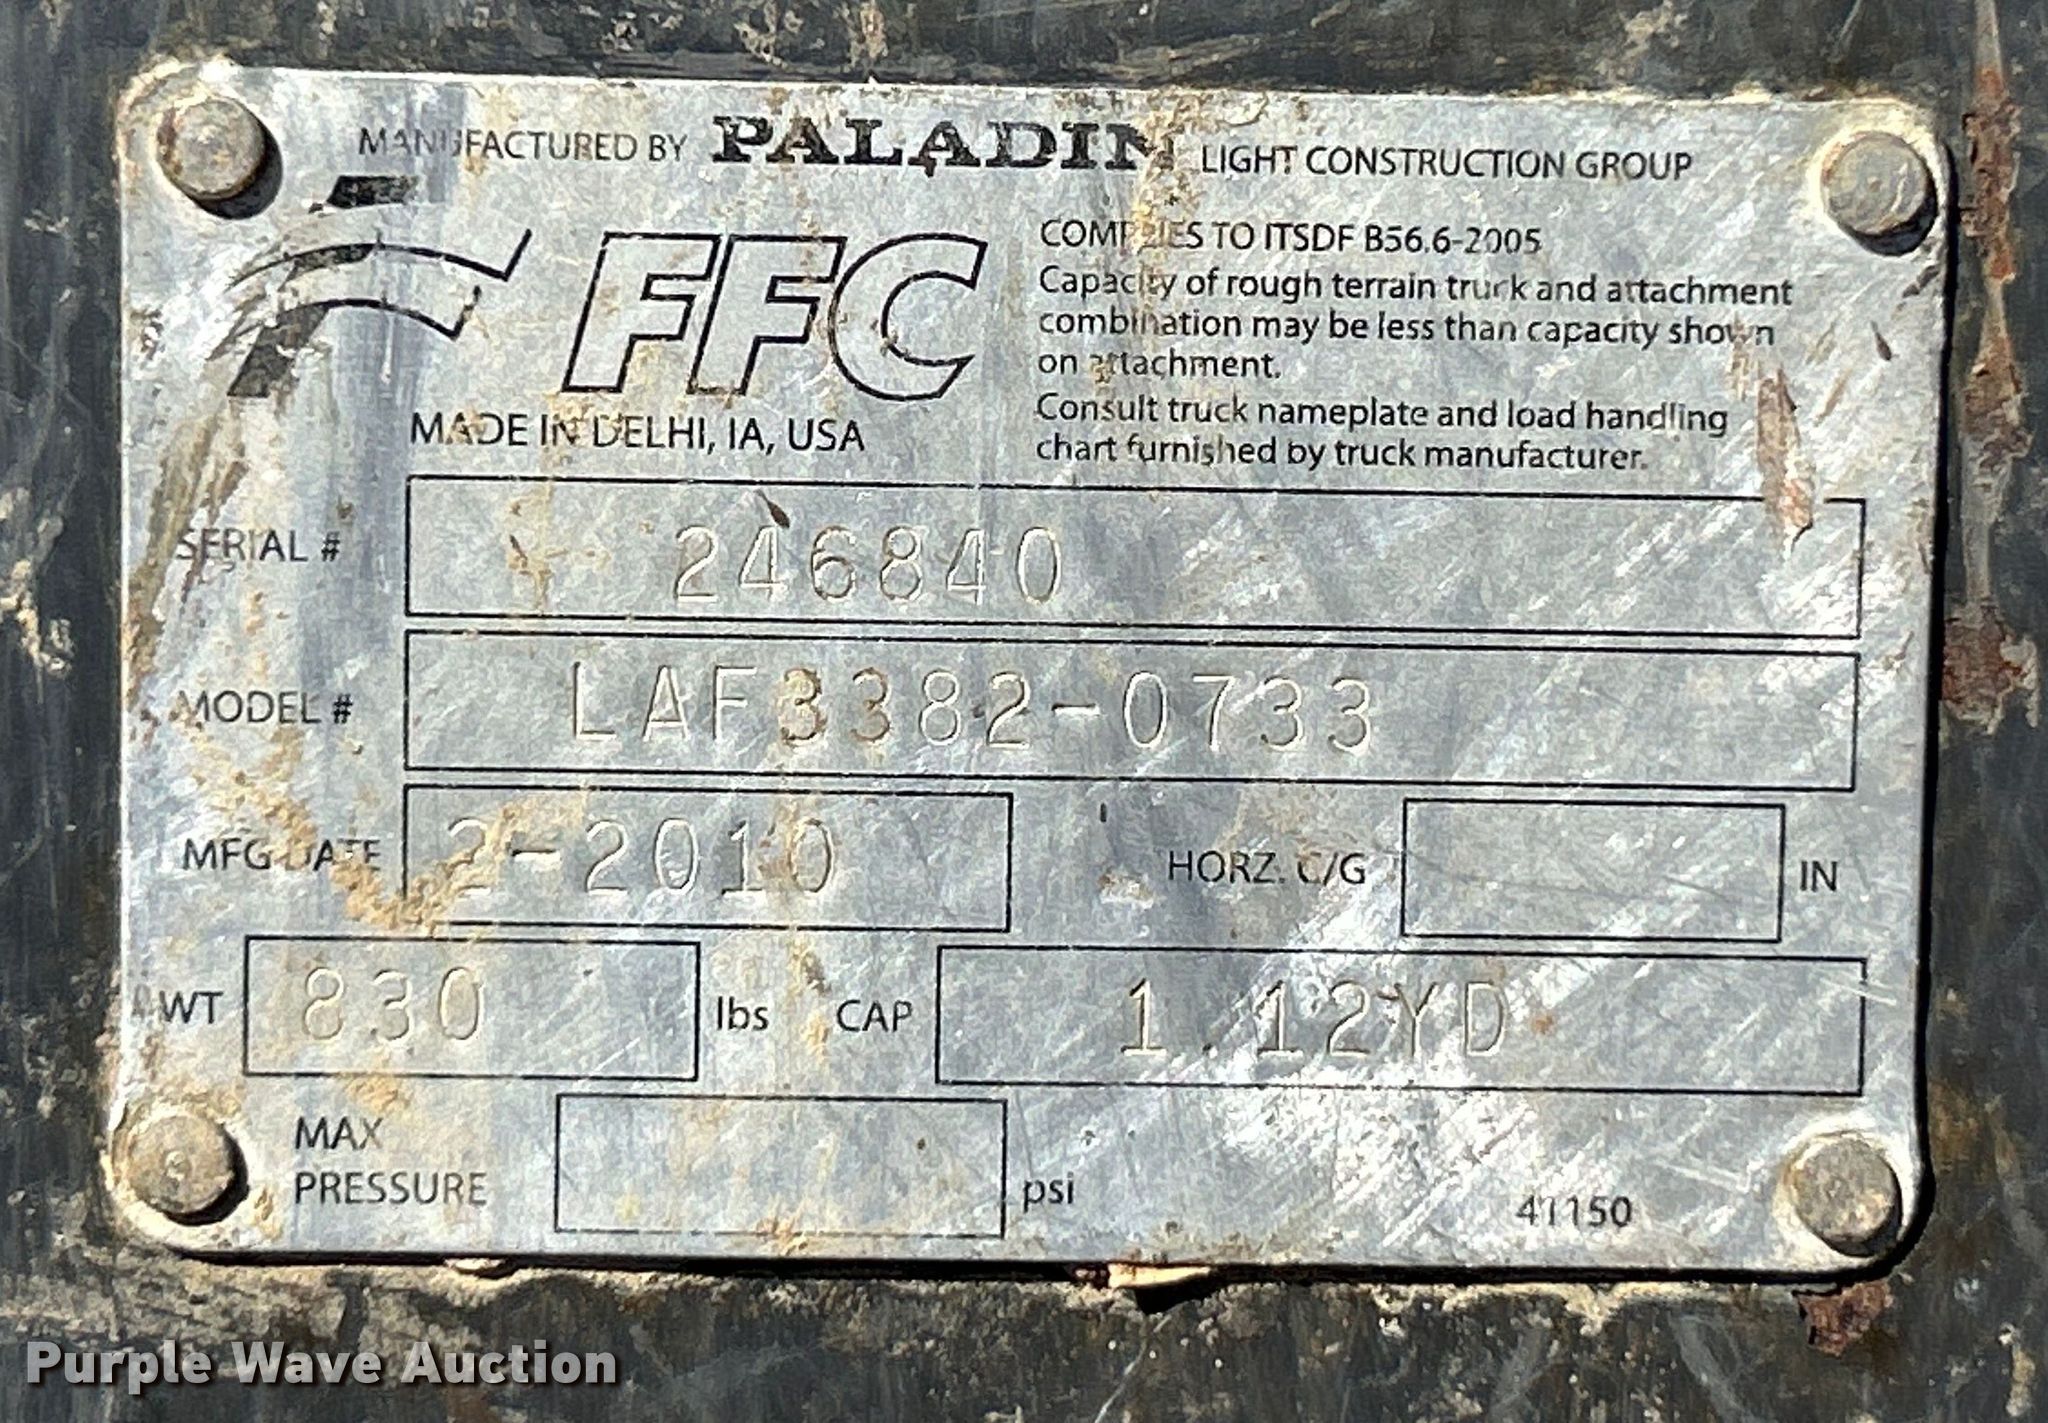 MANUFACTURED BY PALADIN LIGHT CONSTRUCTION GROUP
FFC
MADE IN DELHI, IA, USA
COMPLIES TO ITSDF B56.6-2005
Capacity of rough terrain truck and attachment
combination may be less than capacity shown
on attachment.
Consult truck nameplate and load handling
chart furnished by truck manufacturer.
SERIAL # 246840
MODEL # LAF3382-0733
MFG DATE 2-2010 HORZ. C/G IN
WT 830 lbs CAP 1.12YD
MAX
PRESSURE psi
41150
Purple Wave Auction